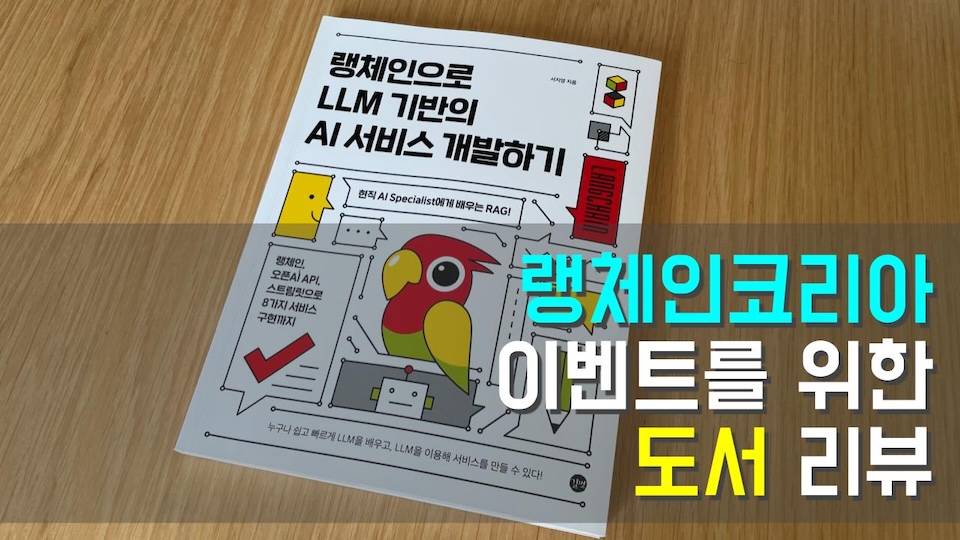 랭체인으로
LLM 기반의
AI 서비스 개발하기
서지영 지음
현직 AI Specialist에게 배우는 RAG!
LANGCHAIN
랭체인,
오픈AI API,
스트림릿으로
8가지 서비스
구현까지
누구나 쉽고 빠르게 LLM을 배우고, LLM을 이용해 서비스를 만들 수 있다!
길벗
랭체인코리아
이벤트를 위한
도서 리뷰